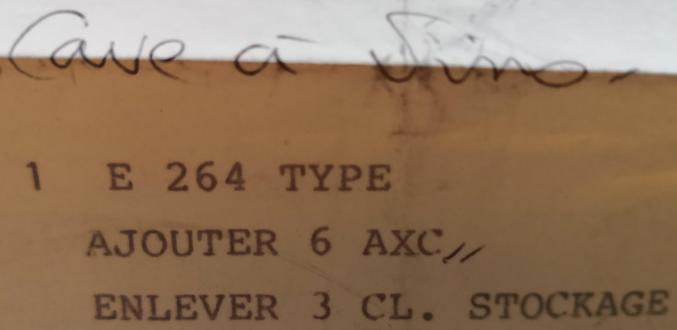 Cave à Vins-
1 E 264 TYPE
AJOUTER 6 AXC,,
ENLEVER 3 CL. STOCKAGE